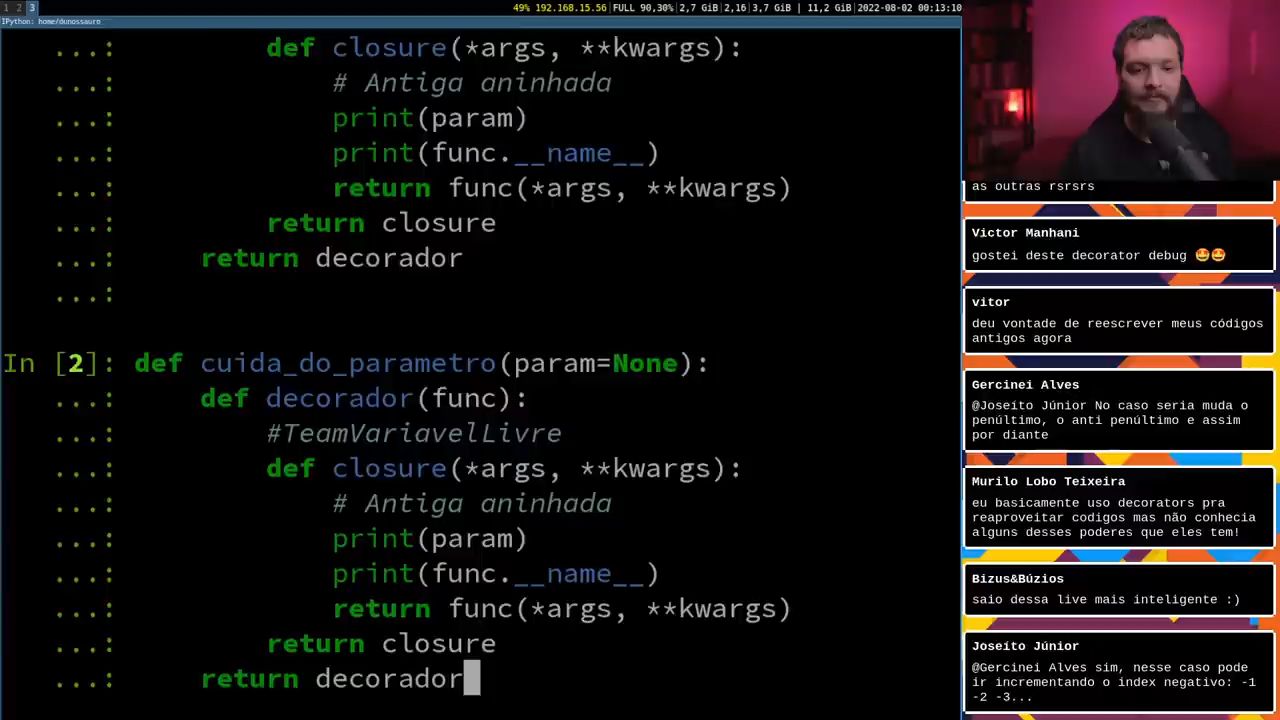 1 2 3
49% 192.168.15.56|FULL 90,30%|2,7 GiB|2,16|3,7 GiB | 11,2 GiB|2022-08-02 00:13:10
IPython: home/dunossauro
...: def closure(*args, **kwargs):
...: # Antiga aninhada
...: print(param)
...: print(func.__name__)
...: return func(*args, **kwargs)
...: return closure
...: return decorador
...:
In [2]: def cuida_do_parametro(param=None):
...: def decorador(func):
...: #TeamVariavelLivre
...: def closure(*args, **kwargs):
...: # Antiga aninhada
...: print(param)
...: print(func.__name__)
...: return func(*args, **kwargs)
...: return closure
...: return decorador
as outras rsrsrs
Victor Manhani
gostei deste decorator debug 🤩🤩
vitor
deu vontade de reescrever meus códigos
antigos agora
Gercinei Alves
@Joseíto Júnior No caso seria muda o
penúltimo, o anti penúltimo e assim
por diante
Murilo Lobo Teixeira
eu basicamente uso decorators pra
reaproveitar codigos mas não conhecia
alguns desses poderes que eles tem!
Bizus&Búzios
saio dessa live mais inteligente :)
Joseíto Júnior
@Gercinei Alves sim, nesse caso pode
ir incrementando o index negativo: -1
-2 -3...